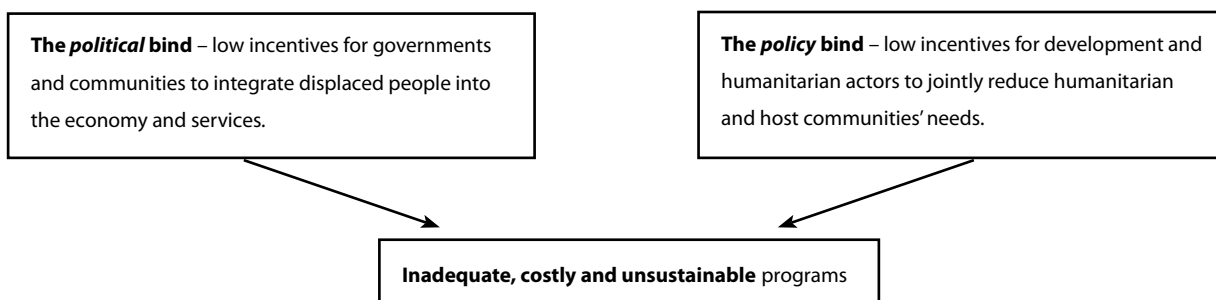 The political bind – low incentives for governments
and communities to integrate displaced people into
the economy and services.
The policy bind – low incentives for development and
humanitarian actors to jointly reduce humanitarian
and host communities’ needs.
Inadequate, costly and unsustainable programs